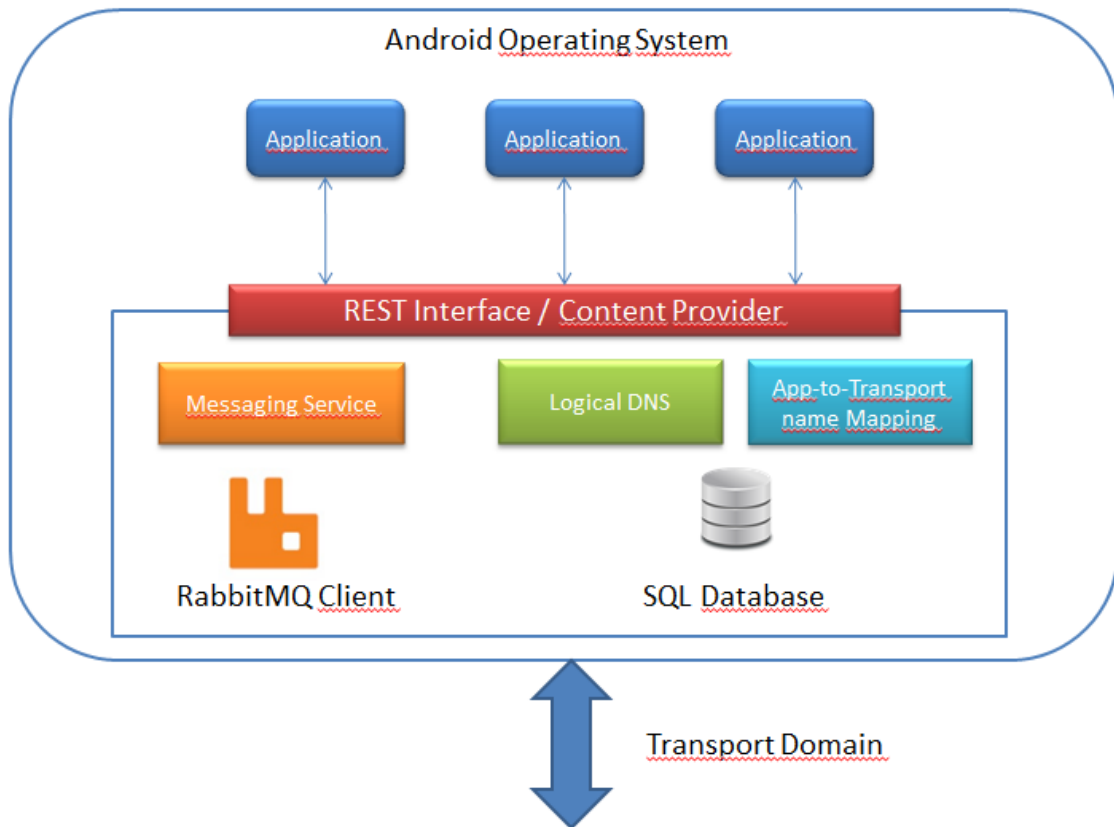 Android Operating System
Application
Application
Application
REST Interface / Content Provider
Messaging Service
Logical DNS
App-to-Transport
name Mapping
RabbitMQ Client
SQL Database
Transport Domain